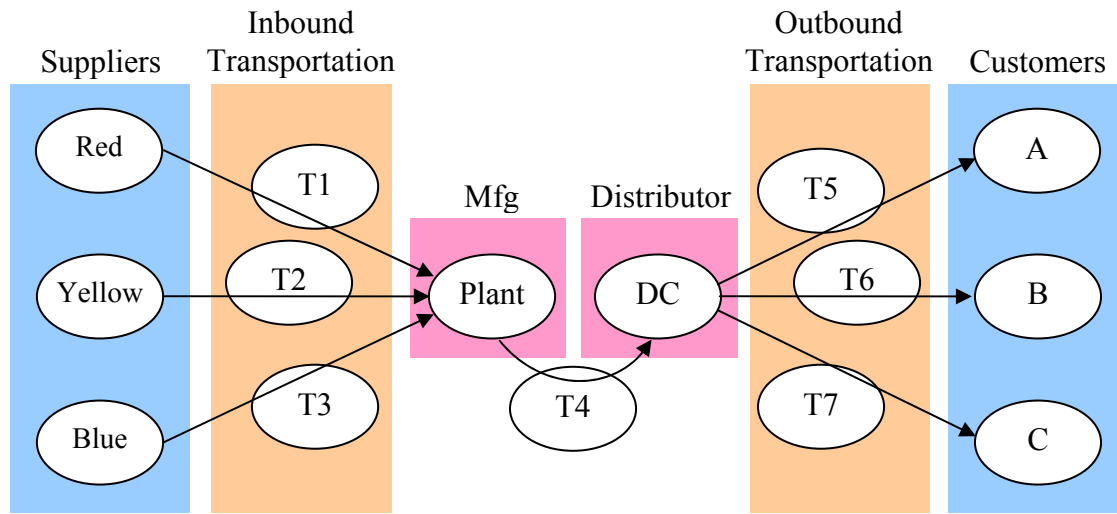 Inbound
Transportation
Outbound
Transportation
Suppliers
Customers
Red
A
T1
T5
Mfg
Distributor
Yellow
T2
Plant
DC
T6
B
T3
T4
T7
Blue
C